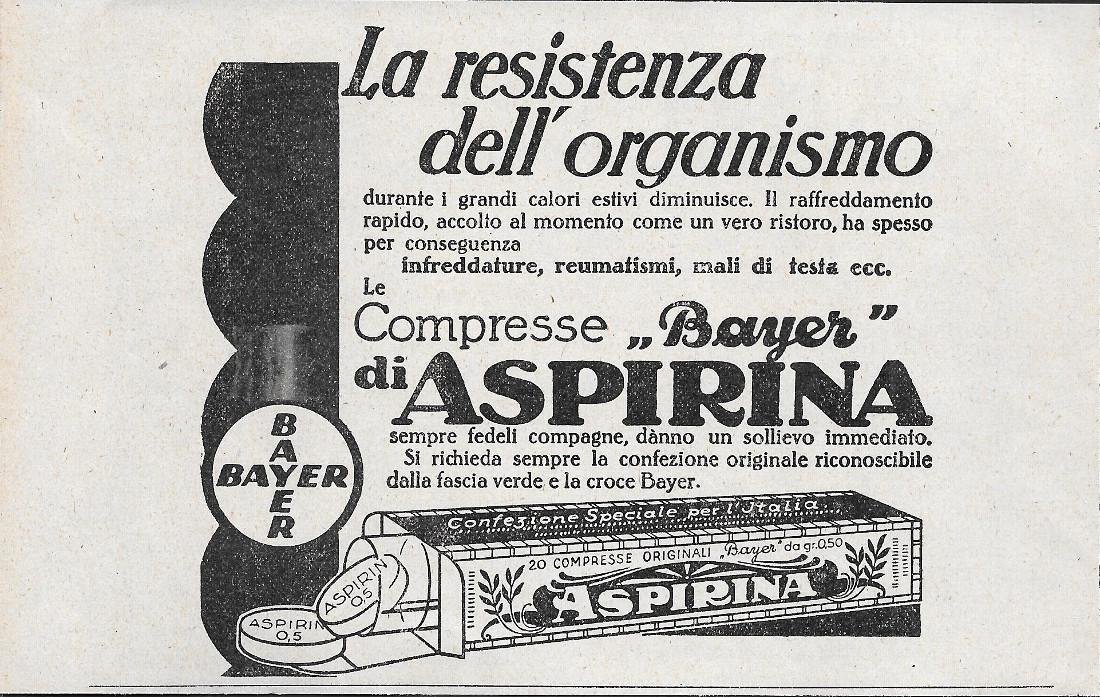 La resistenza
dell'organismo
durante i grandi calori estivi diminuisce. Il raffreddamento
rapido, accolto al momento come un vero ristoro, ha spesso
per conseguenza
infreddature, reumatismi, mali di testa ecc.
Le
Compresse „Bayer”
di ASPIRINA
sempre fedeli compagne, dànno un sollievo immediato.
Si richieda sempre la confezione originale riconoscibile
dalla fascia verde e la croce Bayer.
BAYER
BAYER
Confezione Speciale per l'Italia
20 COMPRESSE ORIGINALI „Bayer” da gr. 0,50
ASPIRINA
ASPIRIN
0,5
ASPIRIN
0,5